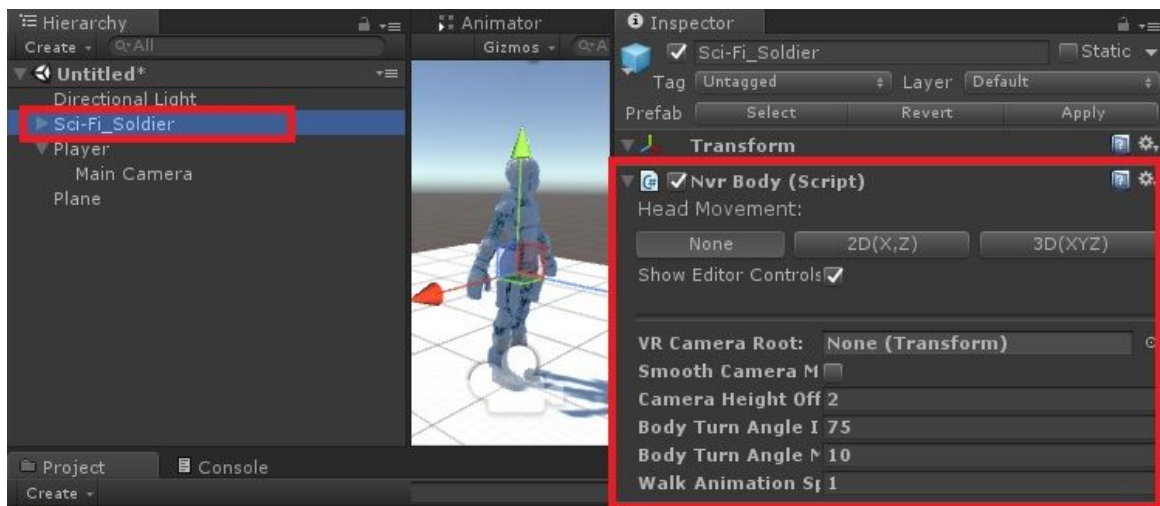 Hierarchy
Create
All
Untitled*
Directional Light
Sci-Fi_Soldier
Player
Main Camera
Plane
Animator
Gizmos
A
Project
Console
Create
Inspector
Sci-Fi_Soldier
Static
Tag Untagged Layer Default
Prefab Select Revert Apply
Transform
Nvr Body (Script)
Head Movement:
None 2D(X,Z) 3D(XYZ)
Show Editor Controls
VR Camera Root: None (Transform)
Smooth Camera M
Camera Height Off 2
Body Turn Angle I 75
Body Turn Angle M 10
Walk Animation Sp 1